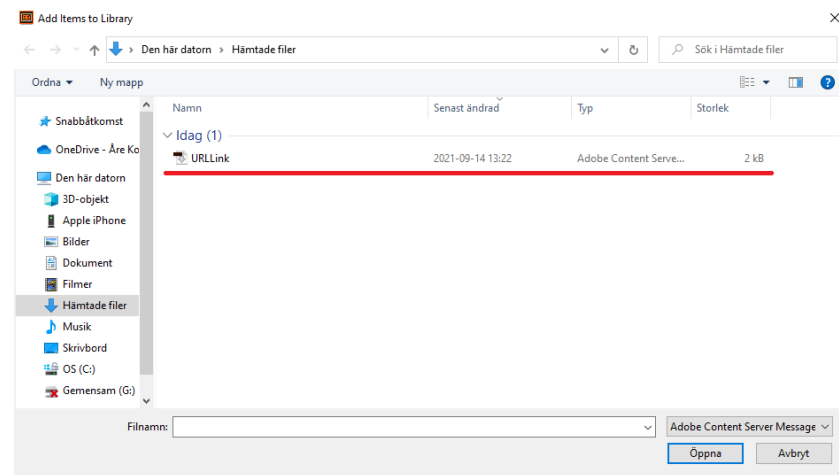 Add Items to Library
Den här datorn › Hämtade filer
Sök i Hämtade filer
Ordna
Ny mapp
Namn
Senast ändrad
Typ
Storlek
Idag (1)
URLLink
2021-09-14 13:22
Adobe Content Serve...
2 kB
Snabbåtkomst
OneDrive - Åre Ko
Den här datorn
3D-objekt
Apple iPhone
Bilder
Dokument
Filmer
Hämtade filer
Musik
Skrivbord
OS (C:)
Gemensam (G:)
Filnamn:
Adobe Content Server Message
Öppna
Avbryt